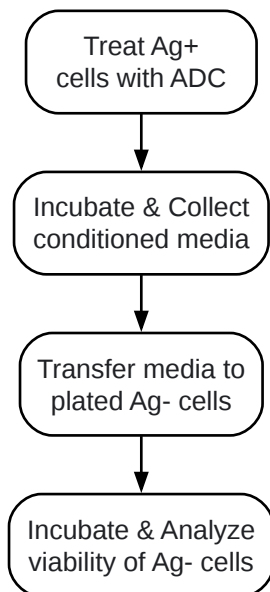 Treat Ag+
cells with ADC
Incubate & Collect
conditioned media
Transfer media to
plated Ag- cells
Incubate & Analyze
viability of Ag- cells